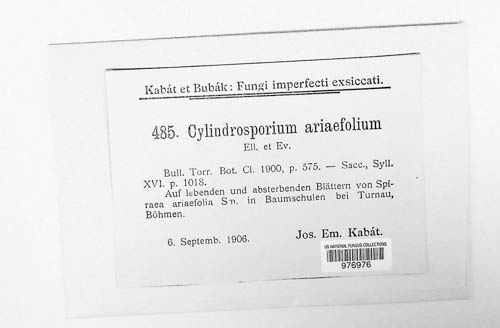 Kabát et Bubák: Fungi imperfecti exsiccati.
485. Cylindrosporium ariaefolium
Ell. et Ev.
Bull. Torr. Bot. Cl. 1900, p. 575. — Sacc., Syll.
XVI. p. 1018.
Auf lebenden und absterbenden Blättern von Spi-
raea ariaefolia Sm. in Baumschulen bei Turnau,
Böhmen.
6. Septemb. 1906.
Jos. Em. Kabát.
US NATIONAL FUNGUS COLLECTIONS
976976